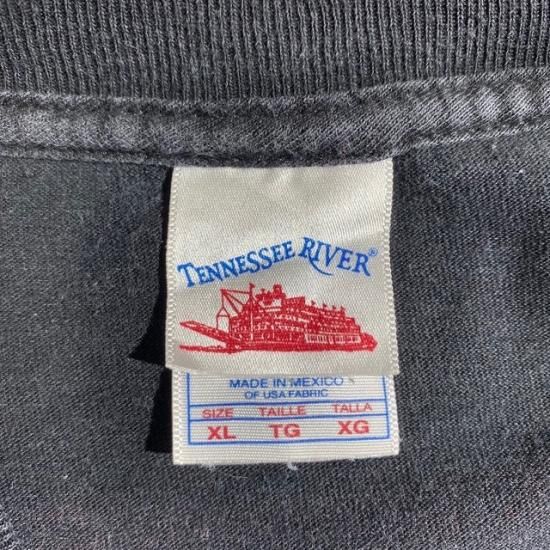 TENNESSEE RIVER®
MADE IN MEXICO
OF USA FABRIC
SIZE TAILLE TALLA
XL TG XG